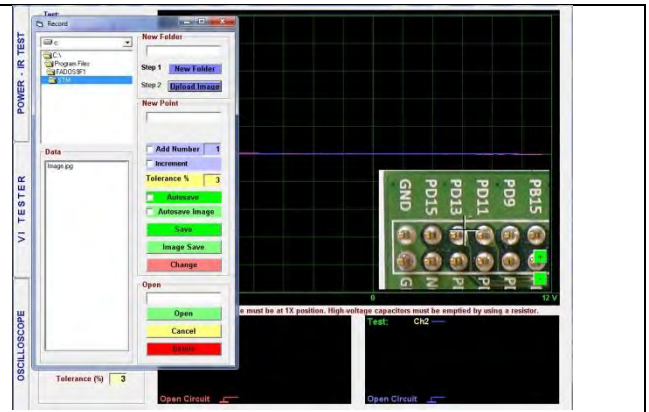 Test:
Record
POWER - IR TEST
VI TESTER
OSCILLOSCOPE
c:
C:\
Program Files
FADOS9F1
STM
Data
Image.jpg
New Folder
Step 1 New Folder
Step 2 Upload Image
New Point
Add Number 1
Increment
Tolerance % 3
Autosave
Autosave Image
Save
Image Save
Change
Open
Open
Cancel
GND PD15 PD13 PD11 PD9 PB15
+
-
0 12 V
e must be at 1X position. High-voltage capacitors must be emptied by using a resistor.
Test: Ch2
Tolerance (%) 3
Open Circuit
Open Circuit